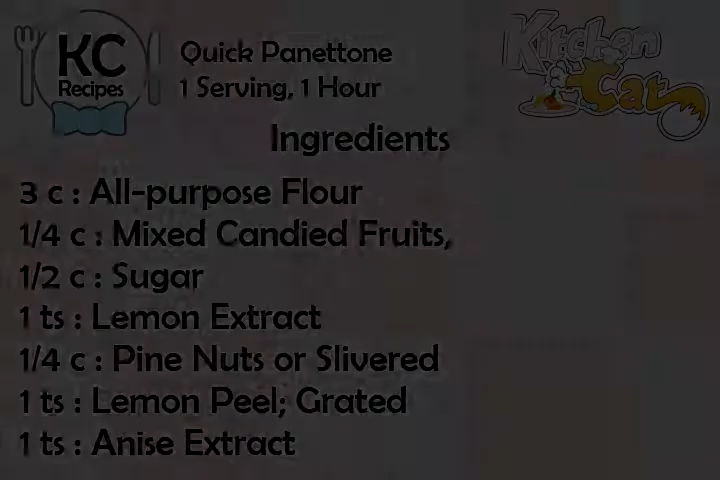 KC
Recipes
Quick Panettone
1 Serving, 1 Hour
Kitchen
Cat
Ingredients
3 c : All-purpose Flour
1/4 c : Mixed Candied Fruits,
1/2 c : Sugar
1 ts : Lemon Extract
1/4 c : Pine Nuts or Slivered
1 ts : Lemon Peel; Grated
1 ts : Anise Extract